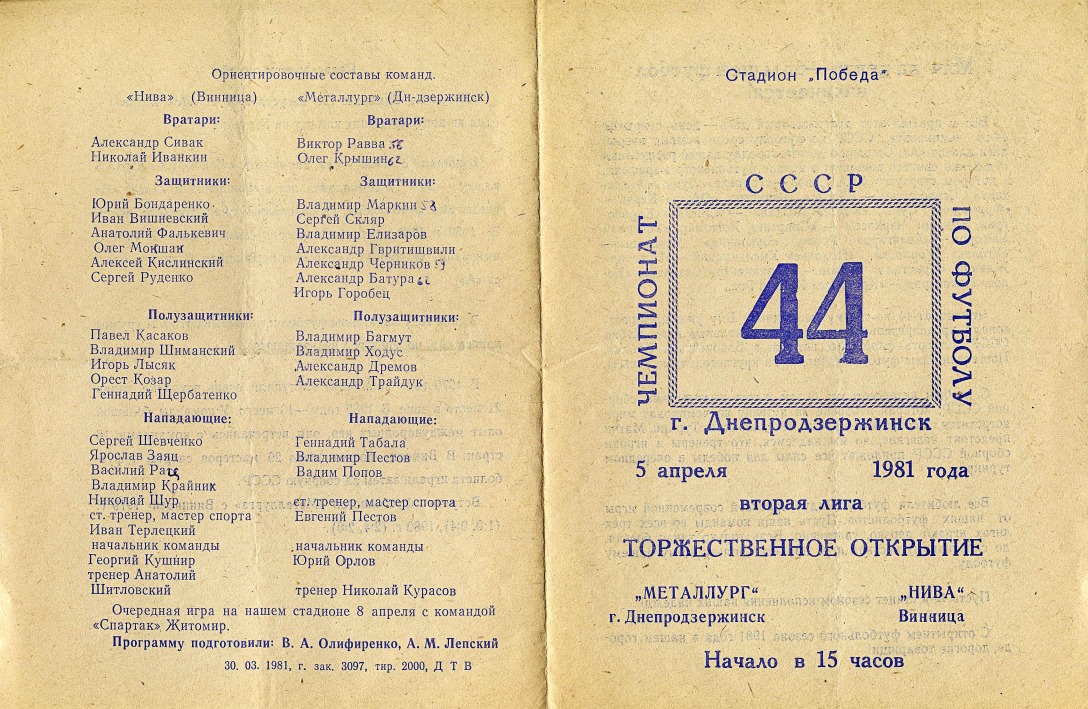 Ориентировочные составы команд.
«Нива» (Винница) «Металлург» (Дн-дзержинск)
Вратари: Вратари:
Александр Сивак Виктор Равва 58
Николай Иванкин Олег Крышин 62
Защитники: Защитники:
Юрий Бондаренко Владимир Маркин 58
Иван Вишневский Сергей Скляр
Анатолий Фалькевич Владимир Елизаров
Олег Мокшан Александр Гвритишвили
Алексей Кислинский Александр Черников 59
Сергей Руденко Александр Батура 62
Игорь Горобец
Полузащитники: Полузащитники:
Павел Касаков Владимир Багмут
Владимир Шиманский Владимир Ходус
Игорь Лысяк Александр Дремов
Орест Козар Александр Трайдук
Геннадий Щербатенко
Нападающие: Нападающие:
Сергей Шевченко Геннадий Табала
Ярослав Заяц Владимир Пестов
Василий Рац Вадим Попов
Владимир Крайник
Николай Шур ст. тренер, мастер спорта
ст. тренер, мастер спорта Евгений Пестов
Иван Терлецкий
начальник команды начальник команды
Георгий Кушнир Юрий Орлов
тренер Анатолий
Шитловский тренер Николай Курасов
Очередная игра на нашем стадионе 8 апреля с командой
«Спартак» Житомир.
Программу подготовили: В. А. Олифиренко, А. М. Лепский
30. 03. 1981, г. зак. 3097, тир. 2000, Д Т В
Стадион „Победа“
СССР
ЧЕМПИОНАТ
44
ПО ФУТБОЛУ
г. Днепродзержинск
5 апреля 1981 года
вторая лига
ТОРЖЕСТВЕННОЕ ОТКРЫТИЕ
„МЕТАЛЛУРГ“ „НИВА“
г. Днепродзержинск Винница
Начало в 15 часов